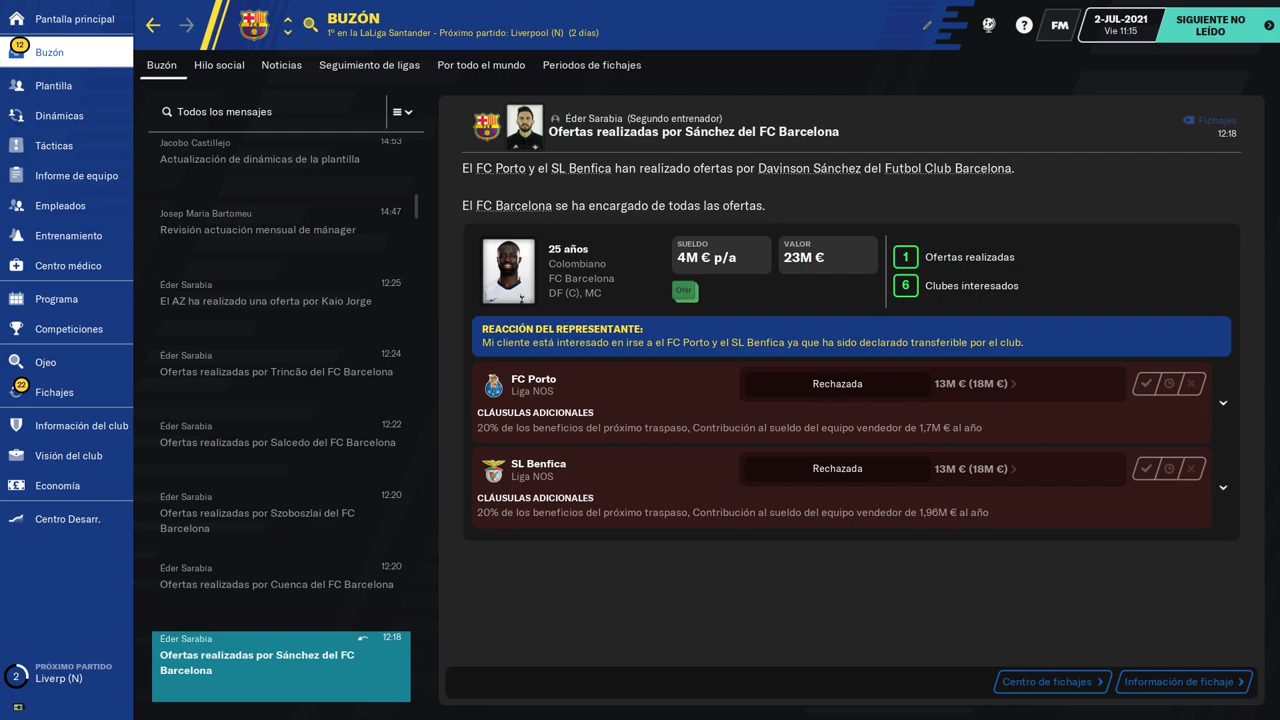 Pantalla principal
12
Buzón
Plantilla
Dinámicas
Tácticas
Informe de equipo
Empleados
Entrenamiento
Centro médico
Programa
Competiciones
Ojeo
22
Fichajes
Información del club
Visión del club
Economía
Centro Desarr.
PRÓXIMO PARTIDO
2
Liverp (N)
BUZÓN
1º en la LaLiga Santander - Próximo partido: Liverpool (N) (2 días)
?
FM
2-JUL-2021
Vie 11:15
SIGUIENTE NO
LEÍDO
Buzón
Hilo social
Noticias
Seguimiento de ligas
Por todo el mundo
Periodos de fichajes
Todos los mensajes
Jacobo Castillejo 14:53
Actualización de dinámicas de la plantilla
Josep Maria Bartomeu 14:47
Revisión actuación mensual de mánager
Éder Sarabia 12:25
El AZ ha realizado una oferta por Kaio Jorge
Éder Sarabia 12:24
Ofertas realizadas por Trincão del FC Barcelona
Éder Sarabia 12:22
Ofertas realizadas por Salcedo del FC Barcelona
Éder Sarabia 12:20
Ofertas realizadas por Szoboszlai del FC
Barcelona
Éder Sarabia 12:20
Ofertas realizadas por Cuenca del FC Barcelona
Éder Sarabia 12:18
Ofertas realizadas por Sánchez del FC
Barcelona
Éder Sarabia (Segundo entrenador)
Ofertas realizadas por Sánchez del FC Barcelona
Fichajes
12:18
El FC Porto y el SL Benfica han realizado ofertas por Davinson Sánchez del Futbol Club Barcelona.
El FC Barcelona se ha encargado de todas las ofertas.
25 años
Colombiano
FC Barcelona
DF (C), MC
SUELDO
4M € p/a
VALOR
23M €
Ofer
1 Ofertas realizadas
6 Clubes interesados
REACCIÓN DEL REPRESENTANTE:
Mi cliente está interesado en irse a el FC Porto y el SL Benfica ya que ha sido declarado transferible por el club.
FC Porto
Liga NOS
Rechazada
13M € (18M €)
CLÁUSULAS ADICIONALES
20% de los beneficios del próximo traspaso, Contribución al sueldo del equipo vendedor de 1,7M € al año
SL Benfica
Liga NOS
Rechazada
13M € (18M €)
CLÁUSULAS ADICIONALES
20% de los beneficios del próximo traspaso, Contribución al sueldo del equipo vendedor de 1,96M € al año
Centro de fichajes
Información de fichaje